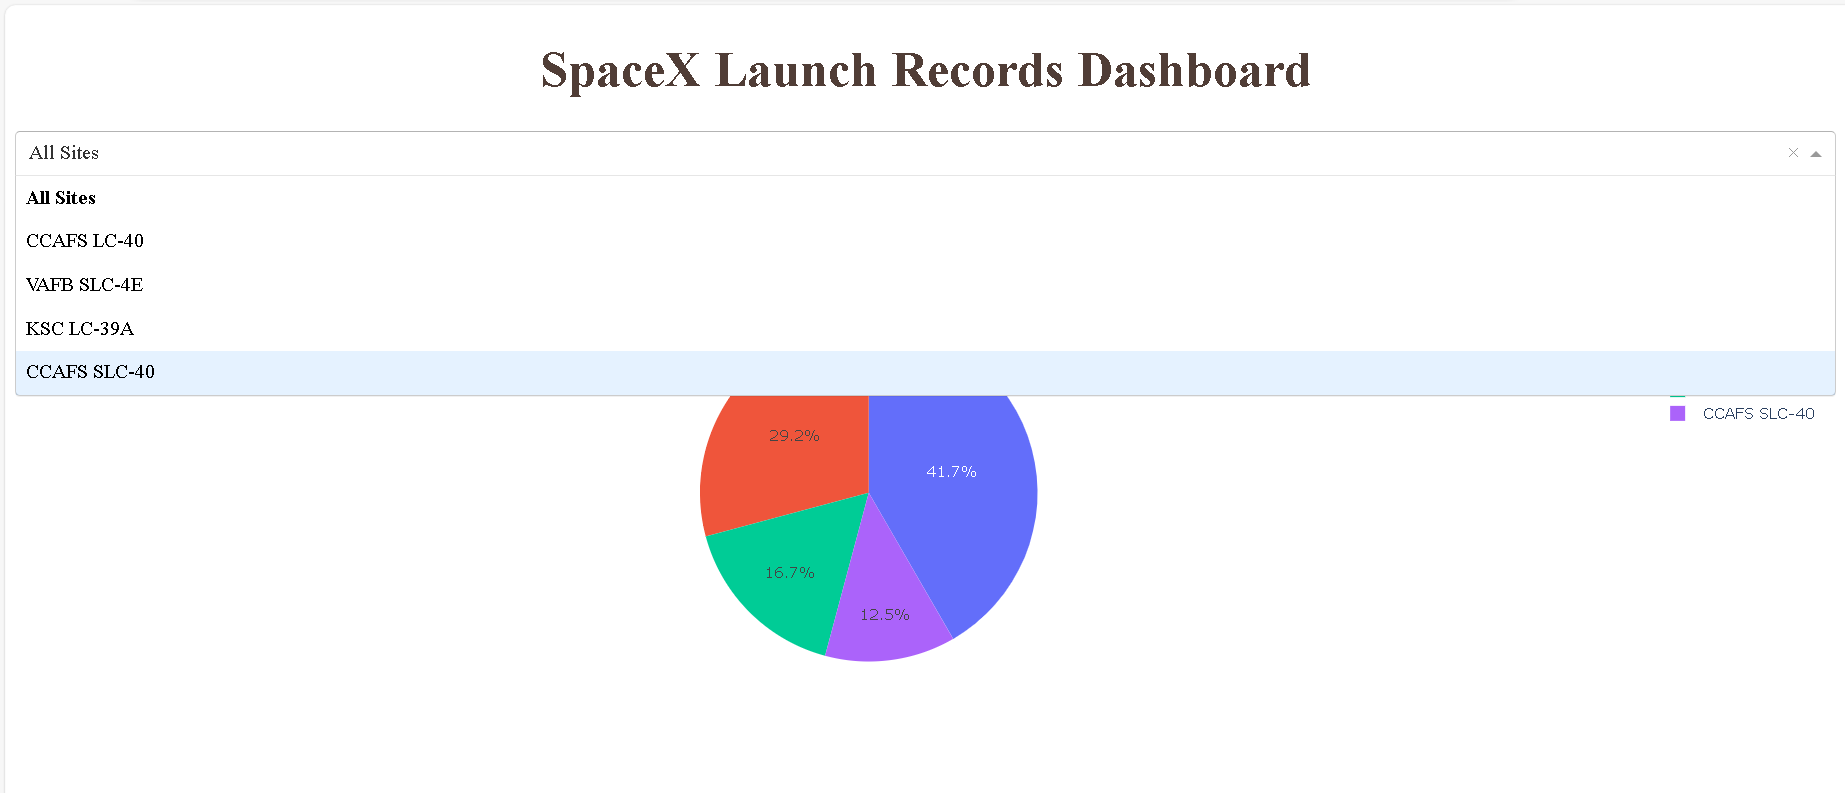 SpaceX Launch Records Dashboard
All Sites
All Sites
CCAFS LC-40
VAFB SLC-4E
KSC LC-39A
CCAFS SLC-40
CCAFS SLC-40
29.2%
41.7%
16.7%
12.5%